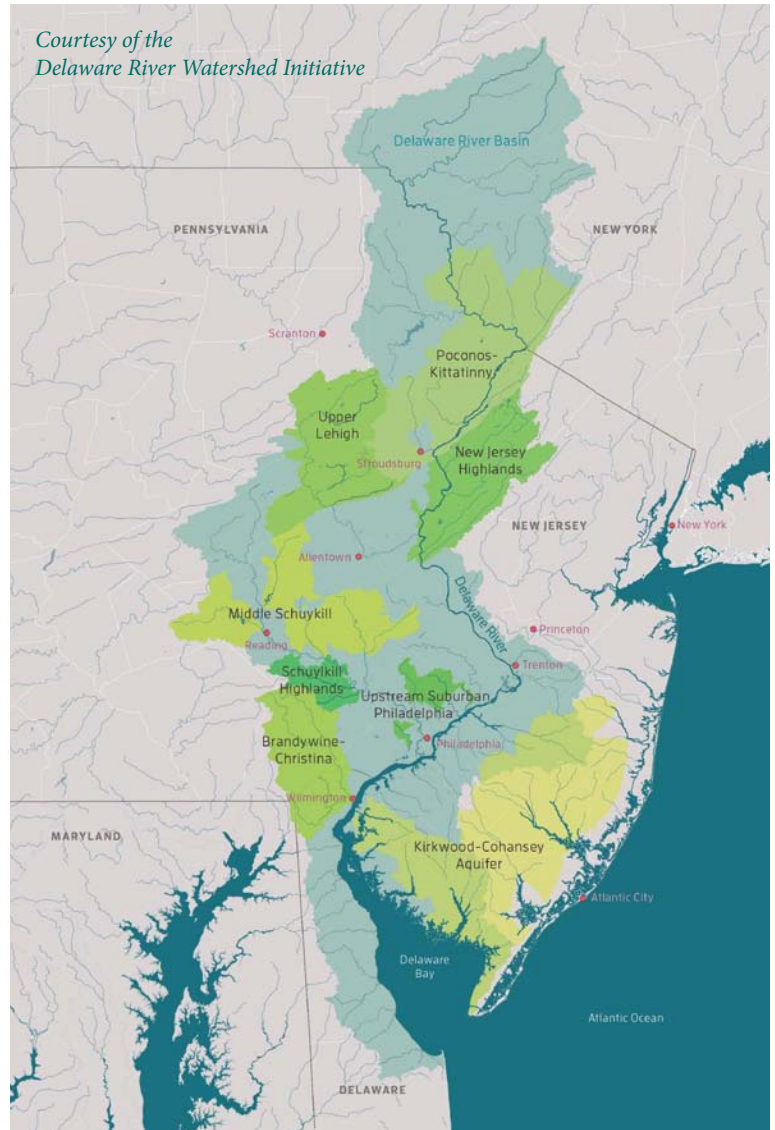 Courtesy of the
Delaware River Watershed Initiative
Delaware River Basin
PENNSYLVANIA
NEW YORK
Scranton
Poconos-
Kittatinny
Upper
Lehigh
Stroudsburg
New Jersey
Highlands
NEW JERSEY
New York
Allentown
Delaware River
Middle Schuykill
Reading
Princeton
Trenton
Schuylkill
Highlands
Upstream Suburban
Philadelphia
Philadelphia
Brandywine-
Christina
Wilmington
MARYLAND
Kirkwood-Cohansey
Aquifer
Atlantic City
Delaware
Bay
Atlantic Ocean
DELAWARE